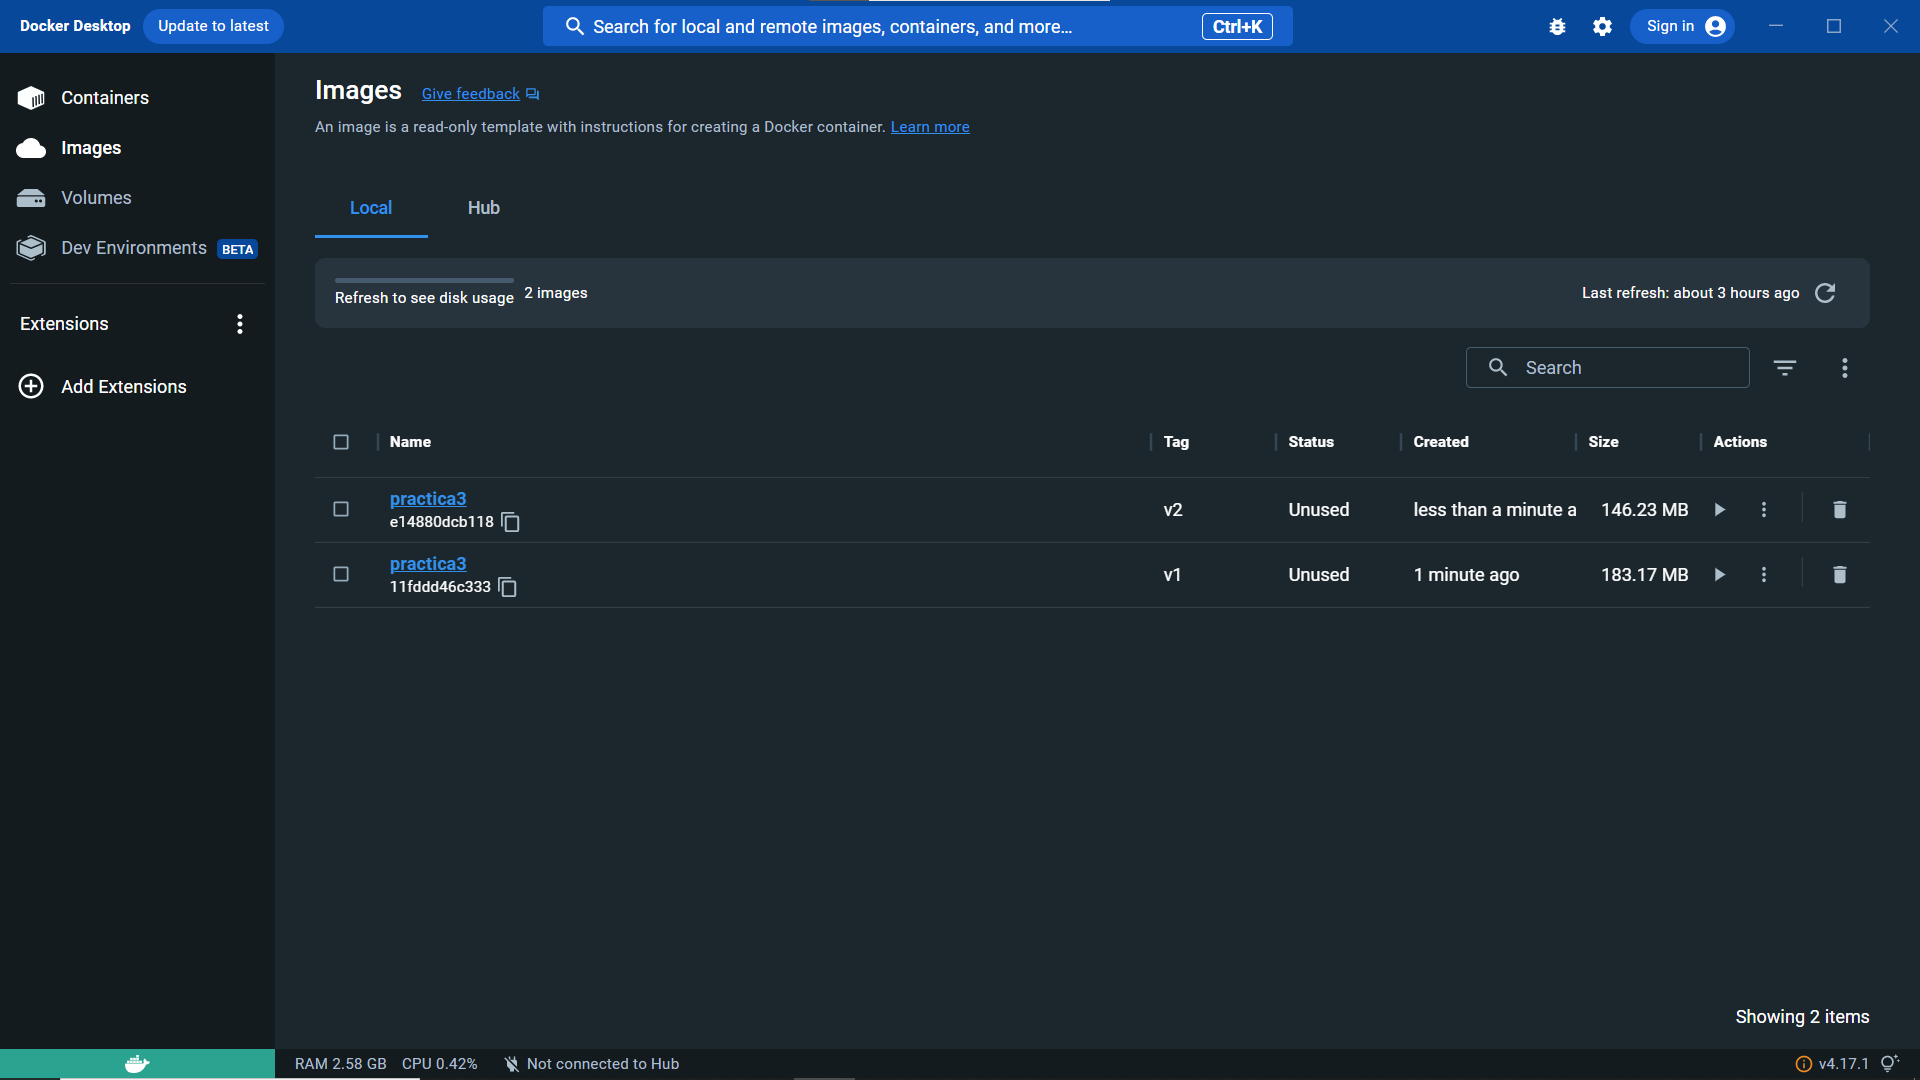 Docker Desktop Update to latest Search for local and remote images, containers, and more... Ctrl+K Sign in
Containers
Images
Volumes
Dev Environments BETA
Extensions
Add Extensions
Images Give feedback
An image is a read-only template with instructions for creating a Docker container. Learn more
Local Hub
Refresh to see disk usage 2 images Last refresh: about 3 hours ago
Search
Name Tag Status Created Size Actions
practica3 v2 Unused less than a minute a 146.23 MB
e14880dcb118
practica3 v1 Unused 1 minute ago 183.17 MB
11fddd46c333
Showing 2 items
RAM 2.58 GB CPU 0.42% Not connected to Hub v4.17.1